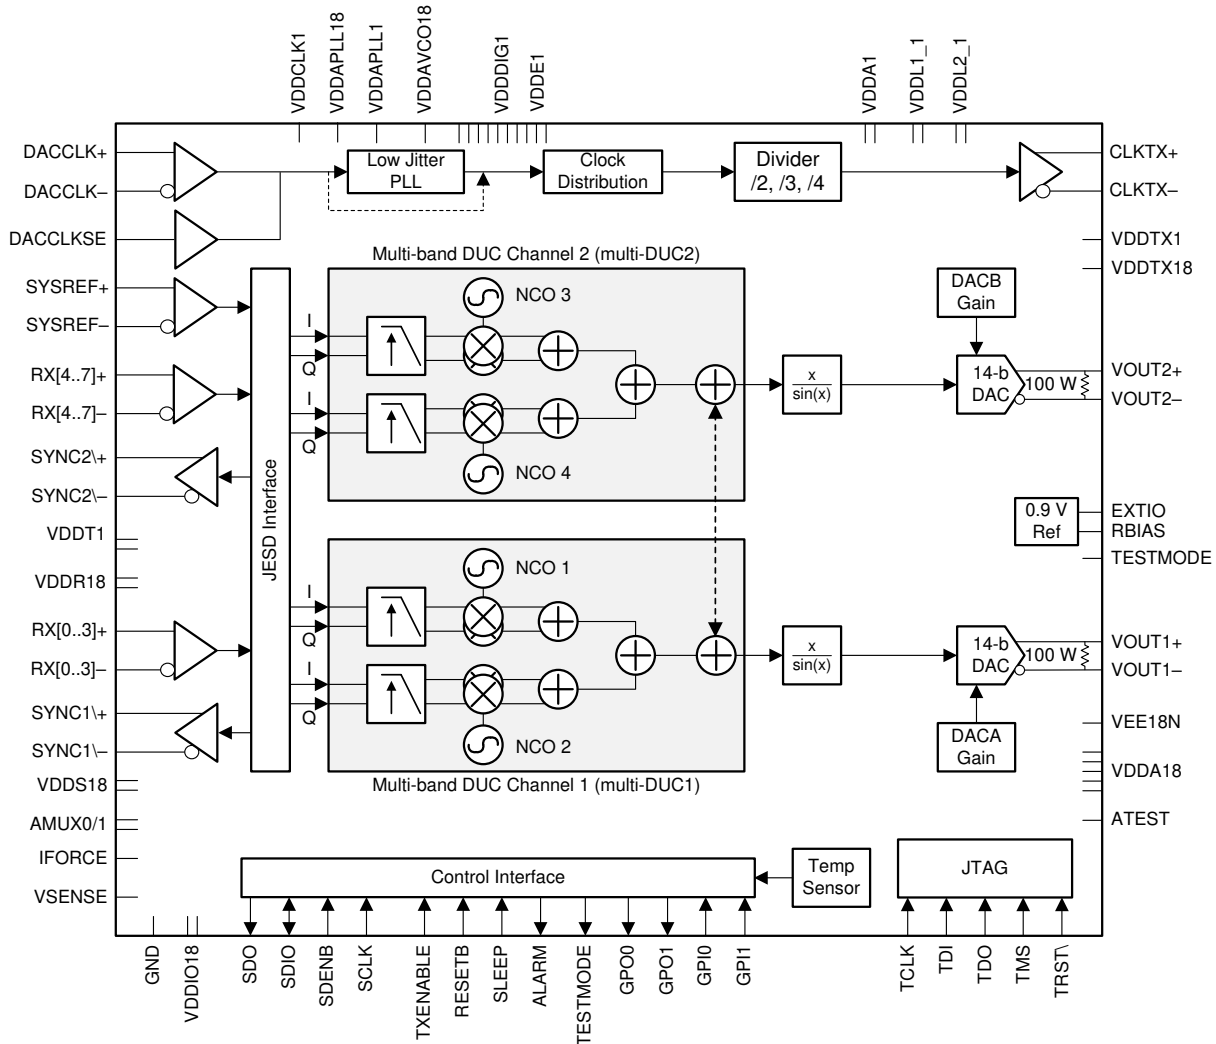 VDDCLK1
VDDAPLL18
VDDAPLL1
VDDAVCO18
VDDDIG1
VDDE1
VDDA1
VDDL1_1
VDDL2_1
DACCLK+
DACCLK–
DACCLKSE
SYSREF+
SYSREF–
RX[4..7]+
RX[4..7]–
SYNC2\+
SYNC2\–
VDDT1
VDDR18
RX[0..3]+
RX[0..3]–
SYNC1\+
SYNC1\–
VDDS18
AMUX0/1
IFORCE
VSENSE
Low Jitter
PLL
Clock
Distribution
Divider
/2, /3, /4
JESD Interface
Multi-band DUC Channel 2 (multi-DUC2)
I
Q
I
Q
NCO 3
NCO 4
x
sin(x)
DACB
Gain
14-b
DAC
100 W
I
Q
I
Q
NCO 1
NCO 2
Multi-band DUC Channel 1 (multi-DUC1)
x
sin(x)
14-b
DAC
100 W
DACA
Gain
0.9 V
Ref
Control Interface
Temp
Sensor
JTAG
CLKTX+
CLKTX–
VDDTX1
VDDTX18
VOUT2+
VOUT2–
EXTIO
RBIAS
TESTMODE
VOUT1+
VOUT1–
VEE18N
VDDA18
ATEST
GND
VDDIO18
SDO
SDIO
SDENB
SCLK
TXENABLE
RESETB
SLEEP
ALARM
TESTMODE
GPO0
GPO1
GPI0
GPI1
TCLK
TDI
TDO
TMS
TRST\